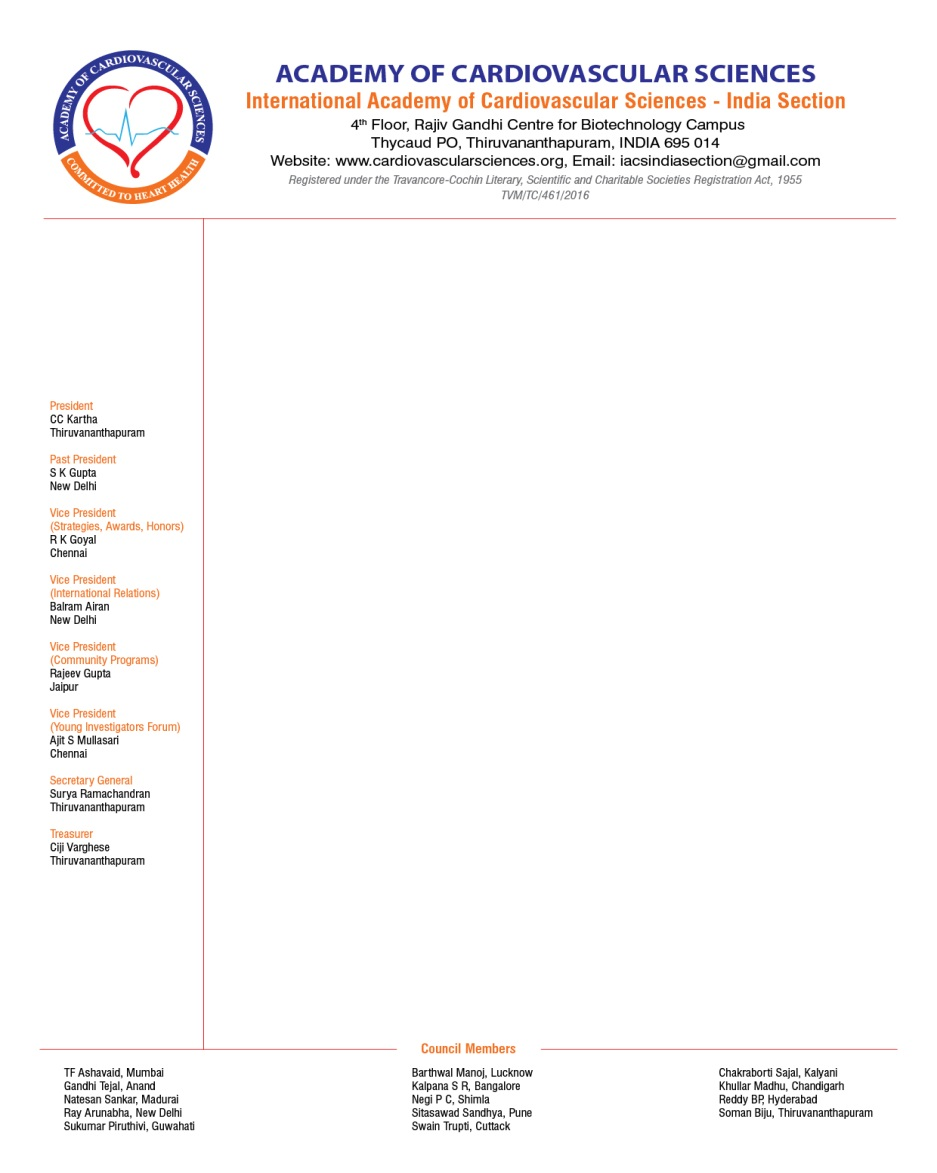 ACADEMY OF CARDIOVASCULAR SCIENCES
COMMITTED TO HEART HEALTH
ACADEMY OF CARDIOVASCULAR SCIENCES
International Academy of Cardiovascular Sciences - India Section
4th Floor, Rajiv Gandhi Centre for Biotechnology Campus
Thycaud PO, Thiruvananthapuram, INDIA 695 014
Website: www.cardiovascularsciences.org, Email: iacsindiasection@gmail.com
Registered under the Travancore-Cochin Literary, Scientific and Charitable Societies Registration Act, 1955
TVM/TC/461/2016
President
CC Kartha
Thiruvananthapuram
Past President
S K Gupta
New Delhi
Vice President
(Strategies, Awards, Honors)
R K Goyal
Chennai
Vice President
(International Relations)
Balram Airan
New Delhi
Vice President
(Community Programs)
Rajeev Gupta
Jaipur
Vice President
(Young Investigators Forum)
Ajit S Mullasari
Chennai
Secretary General
Surya Ramachandran
Thiruvananthapuram
Treasurer
Ciji Varghese
Thiruvananthapuram
Council Members
TF Ashavaid, Mumbai
Gandhi Tejal, Anand
Natesan Sankar, Madurai
Ray Arunabha, New Delhi
Sukumar Piruthivi, Guwahati
Barthwal Manoj, Lucknow
Kalpana S R, Bangalore
Negi P C, Shimla
Sitasawad Sandhya, Pune
Swain Trupti, Cuttack
Chakraborti Sajal, Kalyani
Khullar Madhu, Chandigarh
Reddy BP, Hyderabad
Soman Biju, Thiruvananthapuram